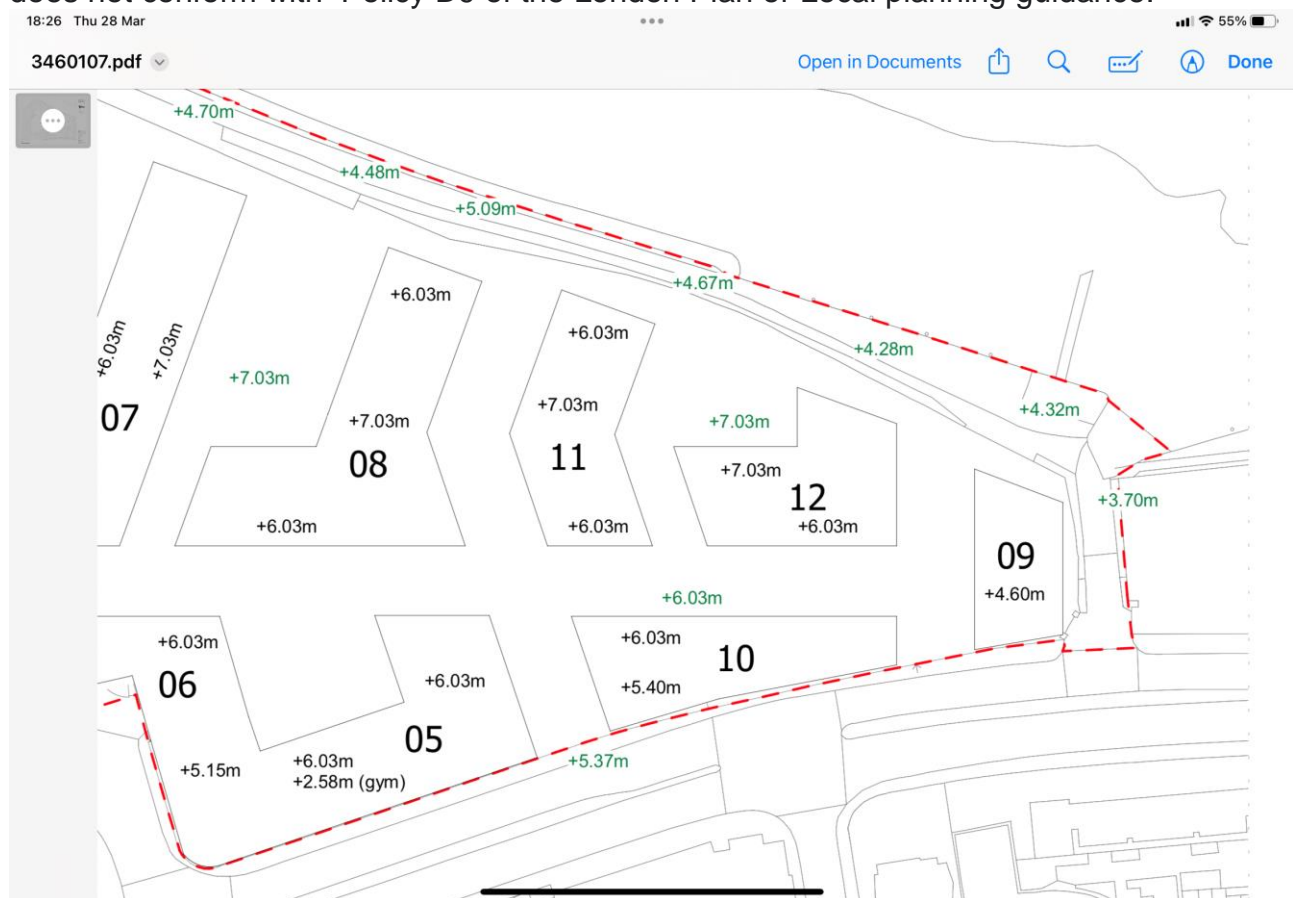 does not conform with Policy of the London Plan or Local planning guidance.
18:26 Thu 28 Mar
55%
3460107.pdf
Open in Documents
Done
+4.70m
+4.48m
+5.09m
+4.67m
+4.28m
+4.32m
+3.70m
+6.03m
+7.03m
07
+7.03m
+6.03m
+7.03m
08
+6.03m
+6.03m
+7.03m
11
+6.03m
+7.03m
+7.03m
12
+6.03m
09
+4.60m
+6.03m
+6.03m
06
+5.15m
+6.03m
05
+6.03m
+2.58m (gym)
+6.03m
10
+5.40m
+5.37m